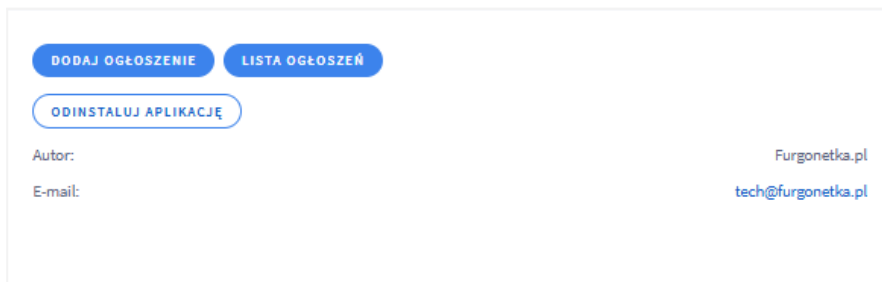 DODAJ OGŁOSZENIE LISTA OGŁOSZEŃ
ODINSTALUJ APLIKACJĘ
Autor: Furgonetka.pl
E-mail: tech@furgonetka.pl